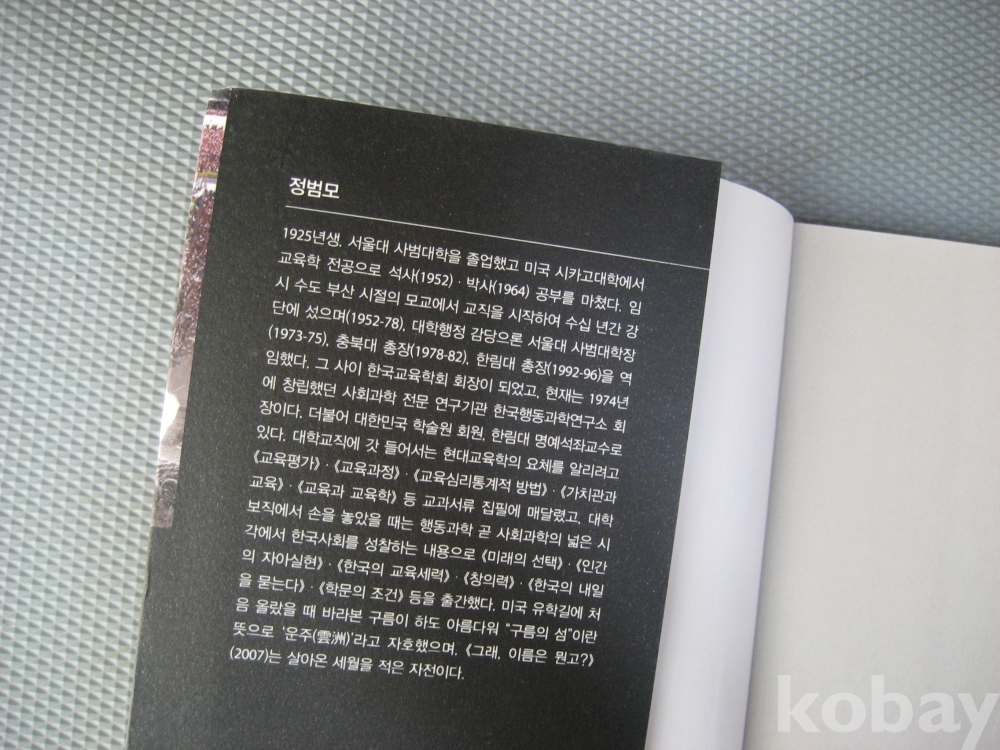 정범모
1925년생. 서울대 사범대학을 졸업했고 미국 시카고대학에서
교육학 전공으로 석사(1952) · 박사(1964) 공부를 마쳤다. 임
시 수도 부산 시절의 모교에서 교직을 시작하여 수십 년간 강
단에 섰으며(1952-78), 대학행정 감당으론 서울대 사범대학장
(1973-75), 충북대 총장(1978-82), 한림대 총장(1992-96)을 역
임했다. 그 사이 한국교육학회 회장이 되었고, 현재는 1974년
에 창립했던 사회과학 전문 연구기관 한국행동과학연구소 회
장이다. 더불어 대한민국 학술원 회원, 한림대 명예석좌교수로
있다. 대학교직에 갓 들어서는 현대교육학의 요체를 알리려고
《교육평가》 · 《교육과정》 · 《교육심리통계적 방법》 · 《가치관과
교육》 · 《교육과 교육학》 등 교과서류 집필에 매달렸고, 대학
보직에서 손을 놓았을 때는 행동과학 곧 사회과학의 넓은 시
각에서 한국사회를 성찰하는 내용으로 《미래의 선택》 · 《인간
의 자아실현》 · 《한국의 교육세력》 · 《창의력》 · 《한국의 내일
을 묻는다》 · 《학문의 조건》 등을 출간했다. 미국 유학길에 처
음 올랐을 때 바라본 구름이 하도 아름다워 “구름의 섬”이란
뜻으로 ‘운주(雲洲)’라고 자호했으며, 《그래, 이름은 뭔고?》
(2007)는 살아온 세월을 적은 자전이다.
kobay